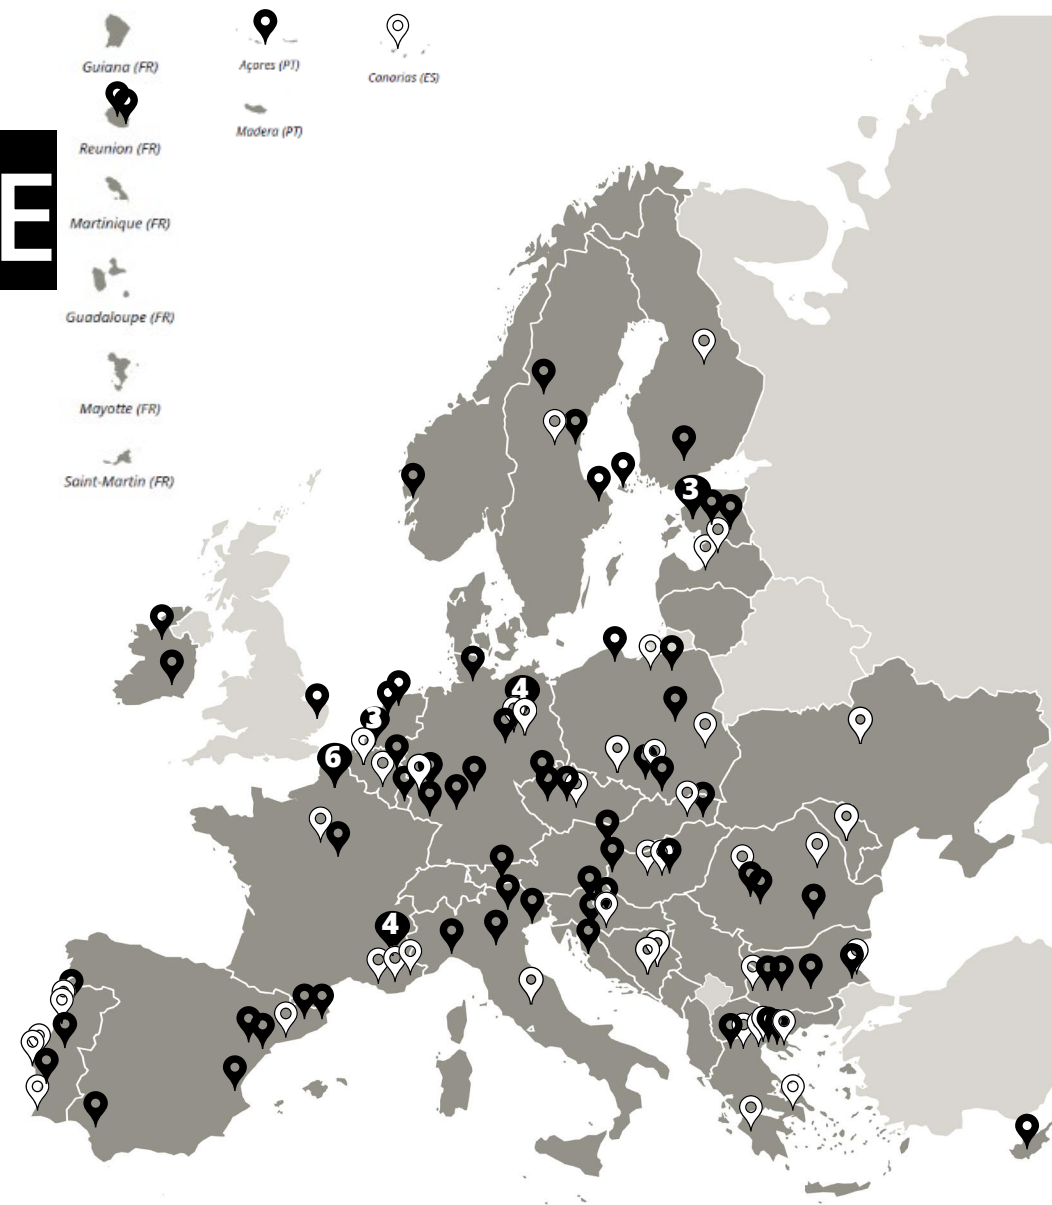 Guiana (FR)
Açores (PT)
Canarias (ES)
Madera (PT)
Reunion (FR)
E
Martinique (FR)
Guadaloupe (FR)
Mayotte (FR)
Saint-Martin (FR)
3
4
3
6
4